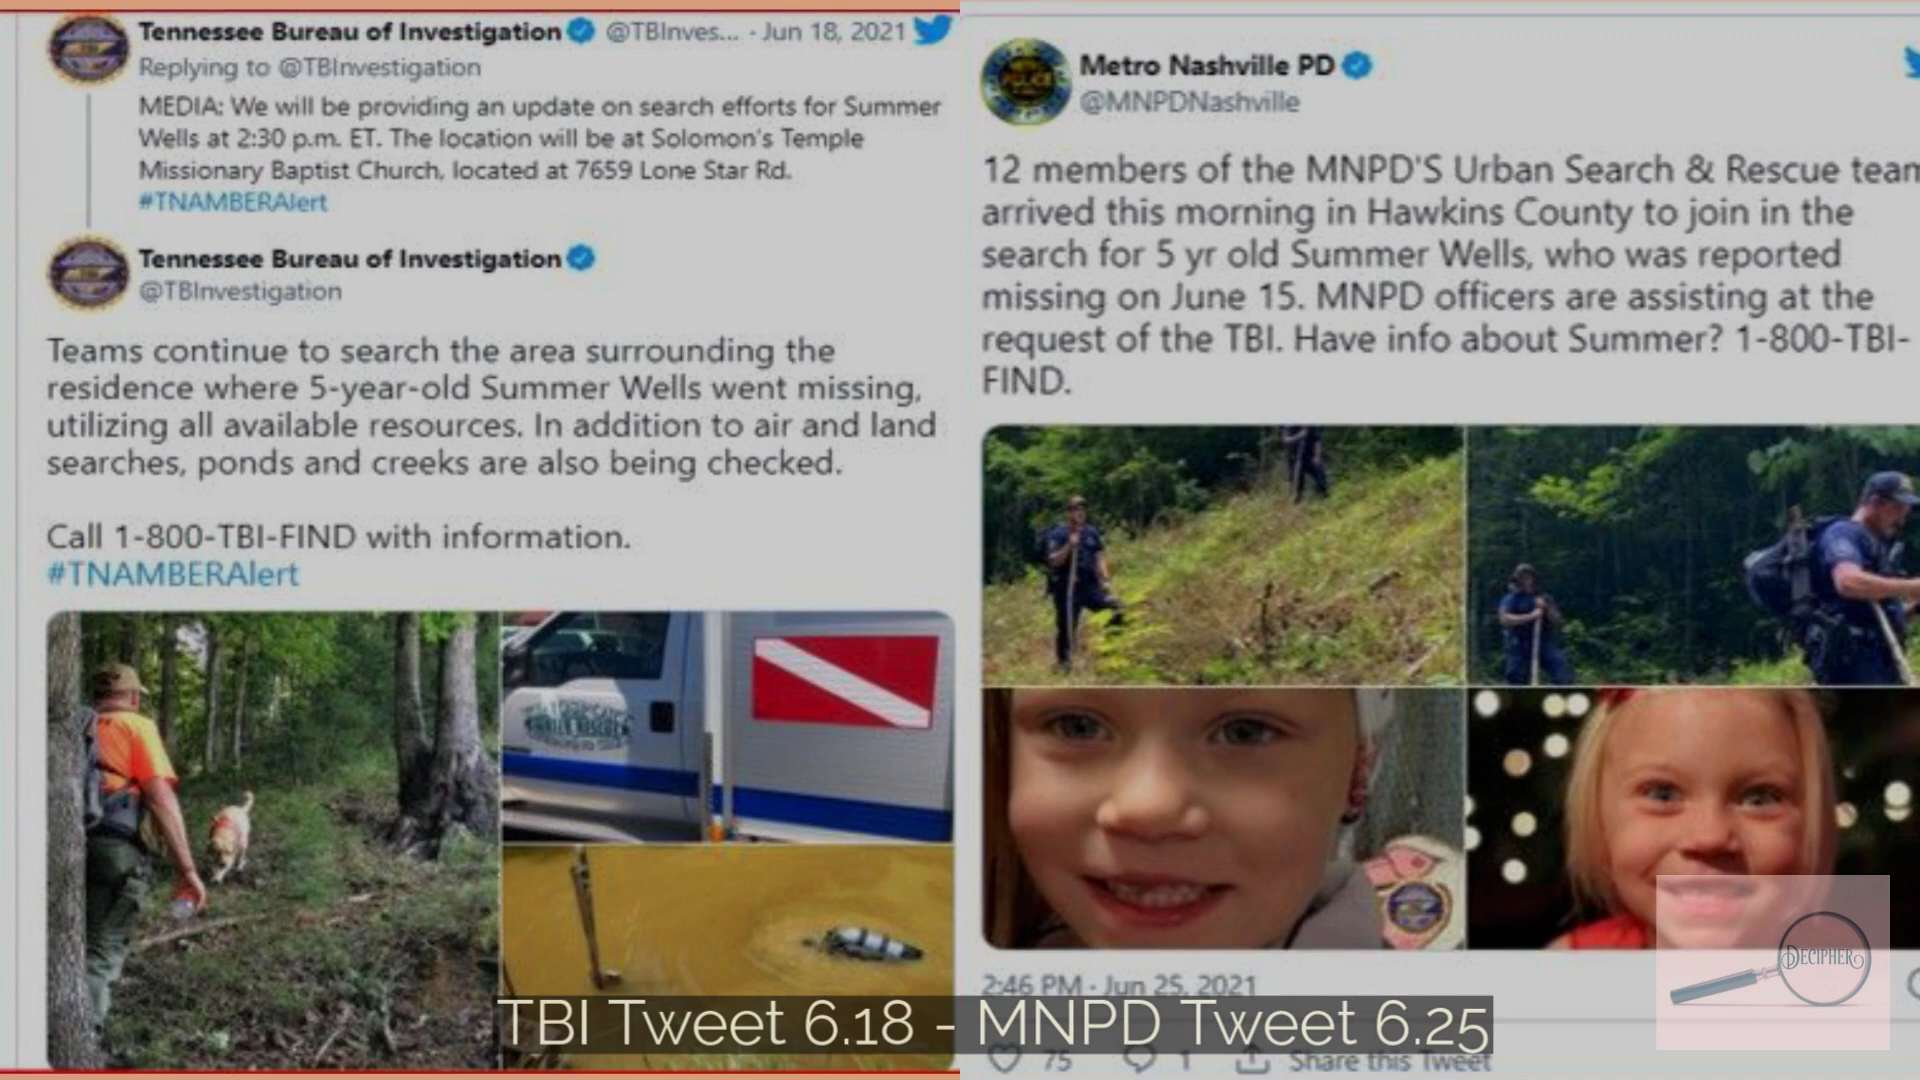 Tennessee Bureau of Investigation @TBInves... · Jun 18, 2021
Replying to @TBInvestigation
MEDIA: We will be providing an update on search efforts for Summer
Wells at 2:30 p.m. ET. The location will be at Solomon's Temple
Missionary Baptist Church, located at 7659 Lone Star Rd.
#TNAMBERAlert
Tennessee Bureau of Investigation
@TBInvestigation
Teams continue to search the area surrounding the
residence where 5-year-old Summer Wells went missing,
utilizing all available resources. In addition to air and land
searches, ponds and creeks are also being checked.
Call 1-800-TBI-FIND with information.
#TNAMBERAlert
Metro Nashville PD
@MNPDNashville
12 members of the MNPD'S Urban Search & Rescue team
arrived this morning in Hawkins County to join in the
search for 5 yr old Summer Wells, who was reported
missing on June 15. MNPD officers are assisting at the
request of the TBI. Have info about Summer? 1-800-TBI-
FIND.
2:46 PM · Jun 25, 2021
75 1 Share this Tweet
TBI Tweet 6.18 - MNPD Tweet 6.25
DECIPHER